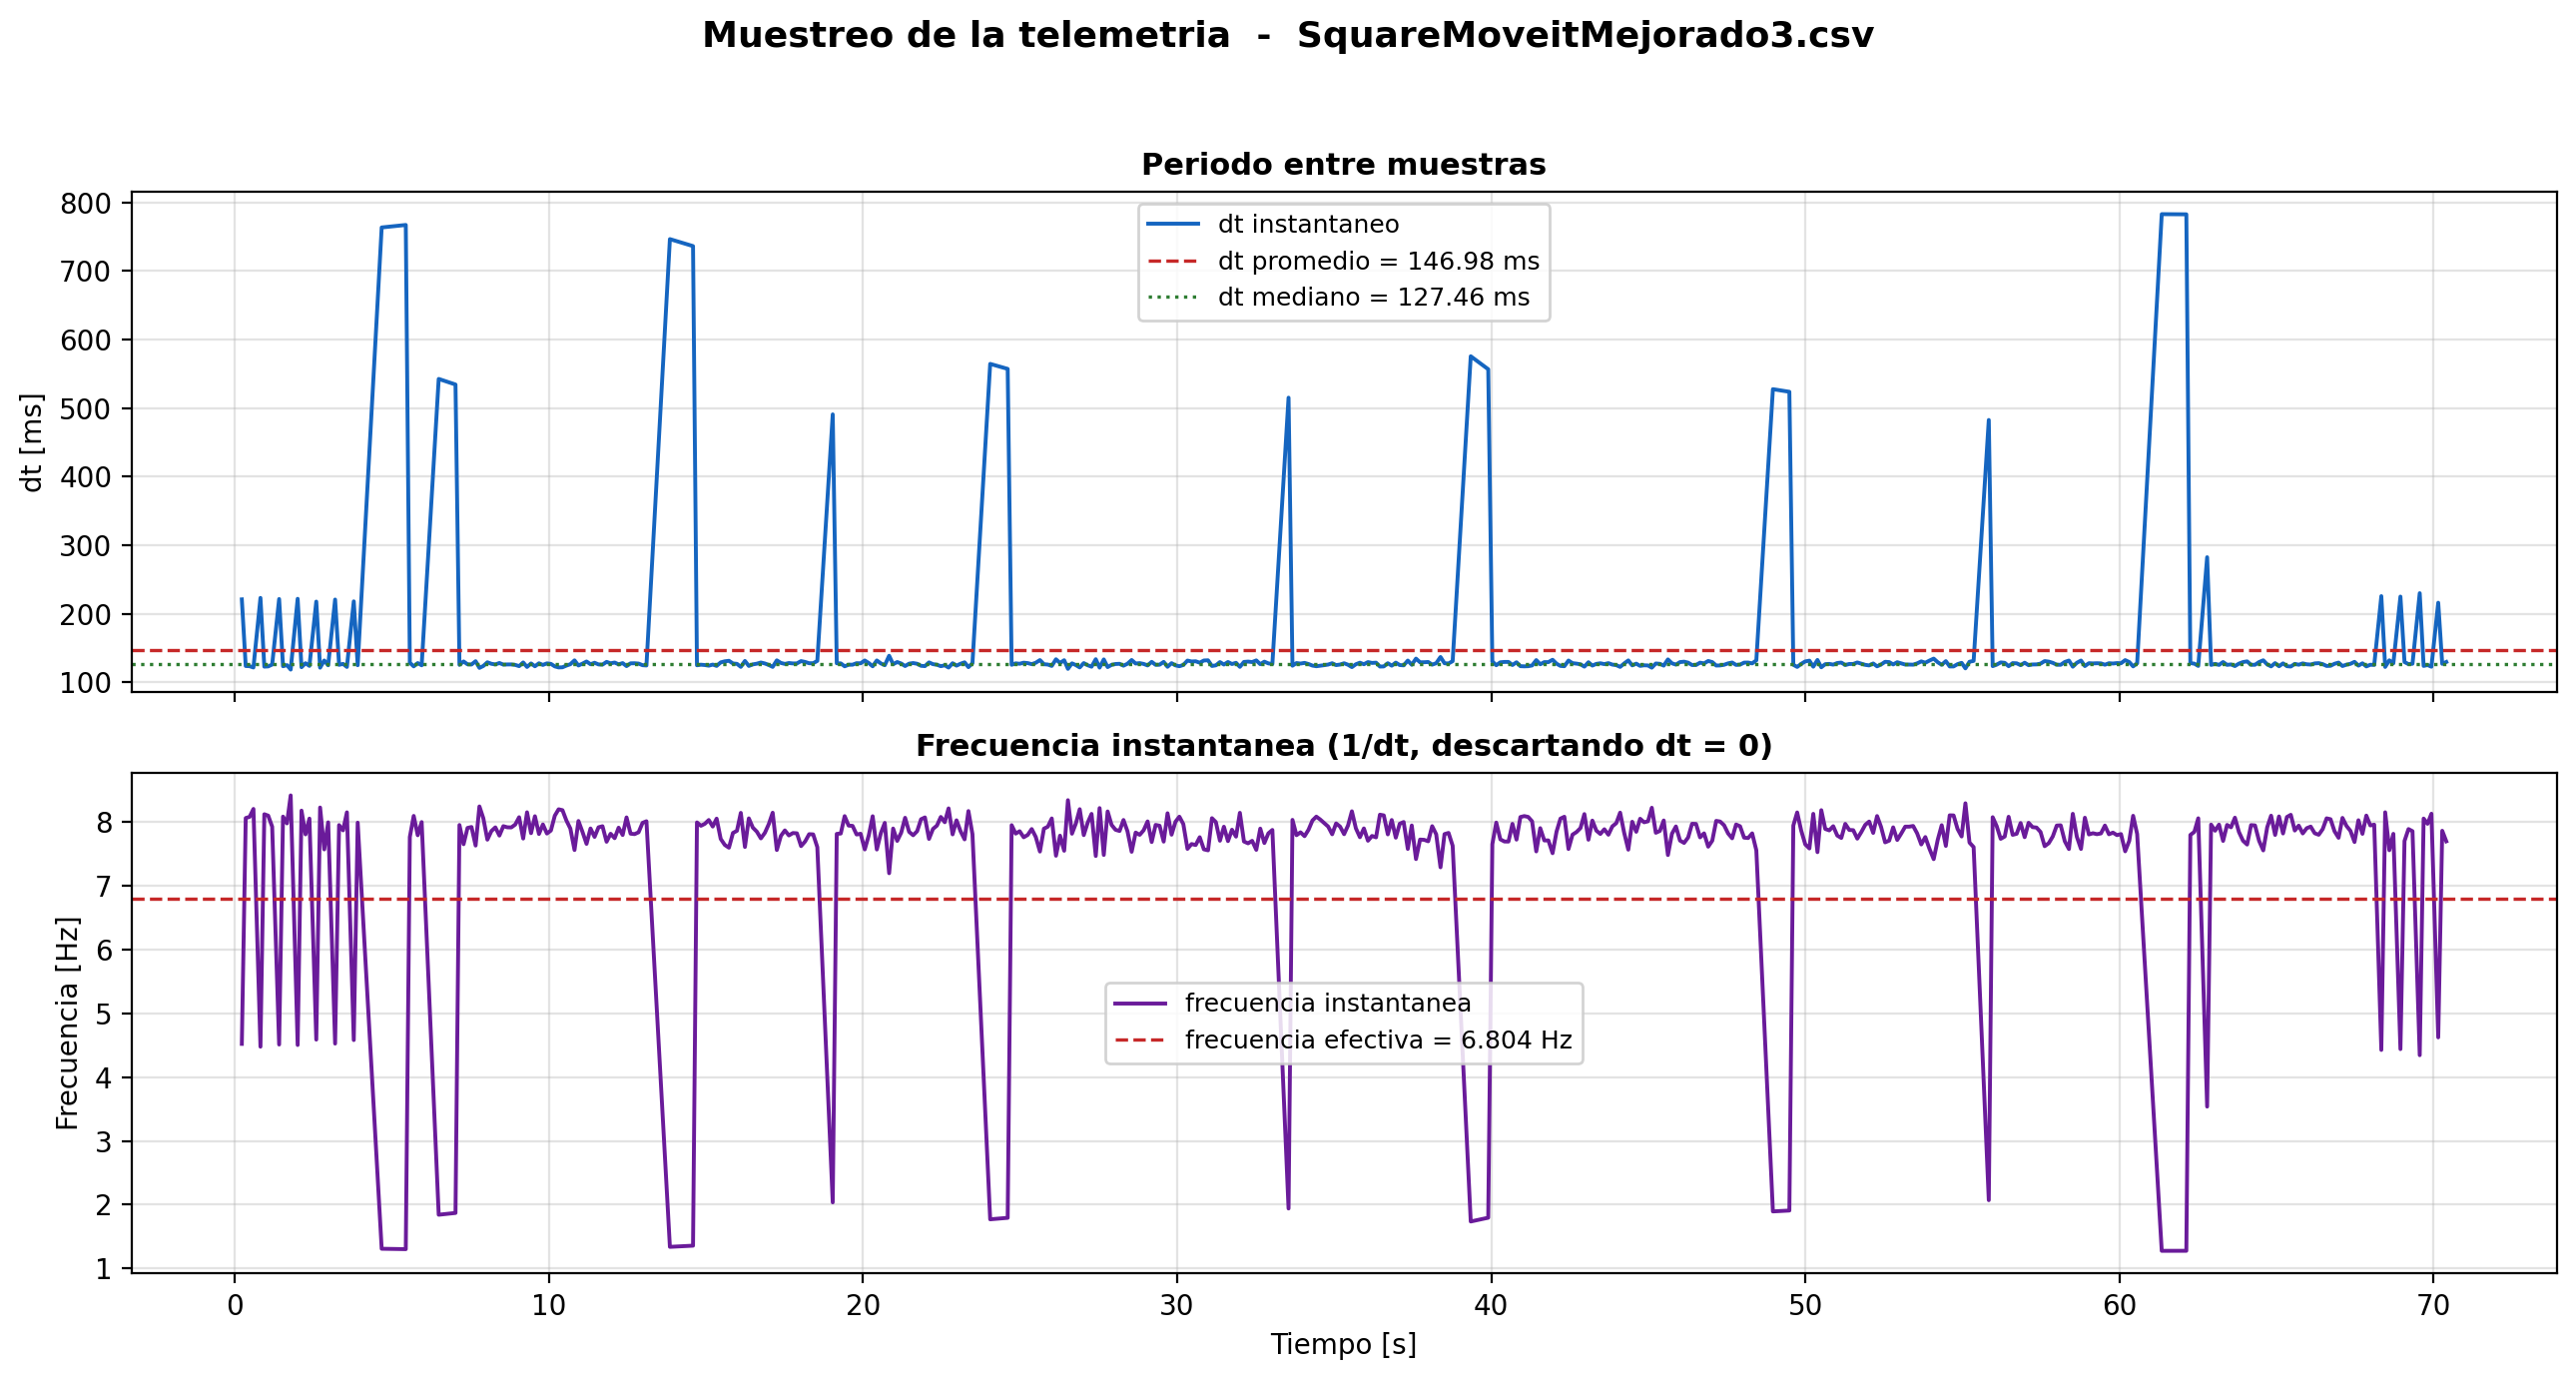 Muestreo de la telemetria - SquareMoveitMejorado3.csv
Periodo entre muestras
800
700
600
500
400
300
200
100
dt [ms]
dt instantaneo
dt promedio = 146.98 ms
dt mediano = 127.46 ms
Frecuencia instantanea (1/dt, descartando dt = 0)
8
7
6
5
4
3
2
1
Frecuencia [Hz]
frecuencia instantanea
frecuencia efectiva = 6.804 Hz
0 10 20 30 40 50 60 70
Tiempo [s]